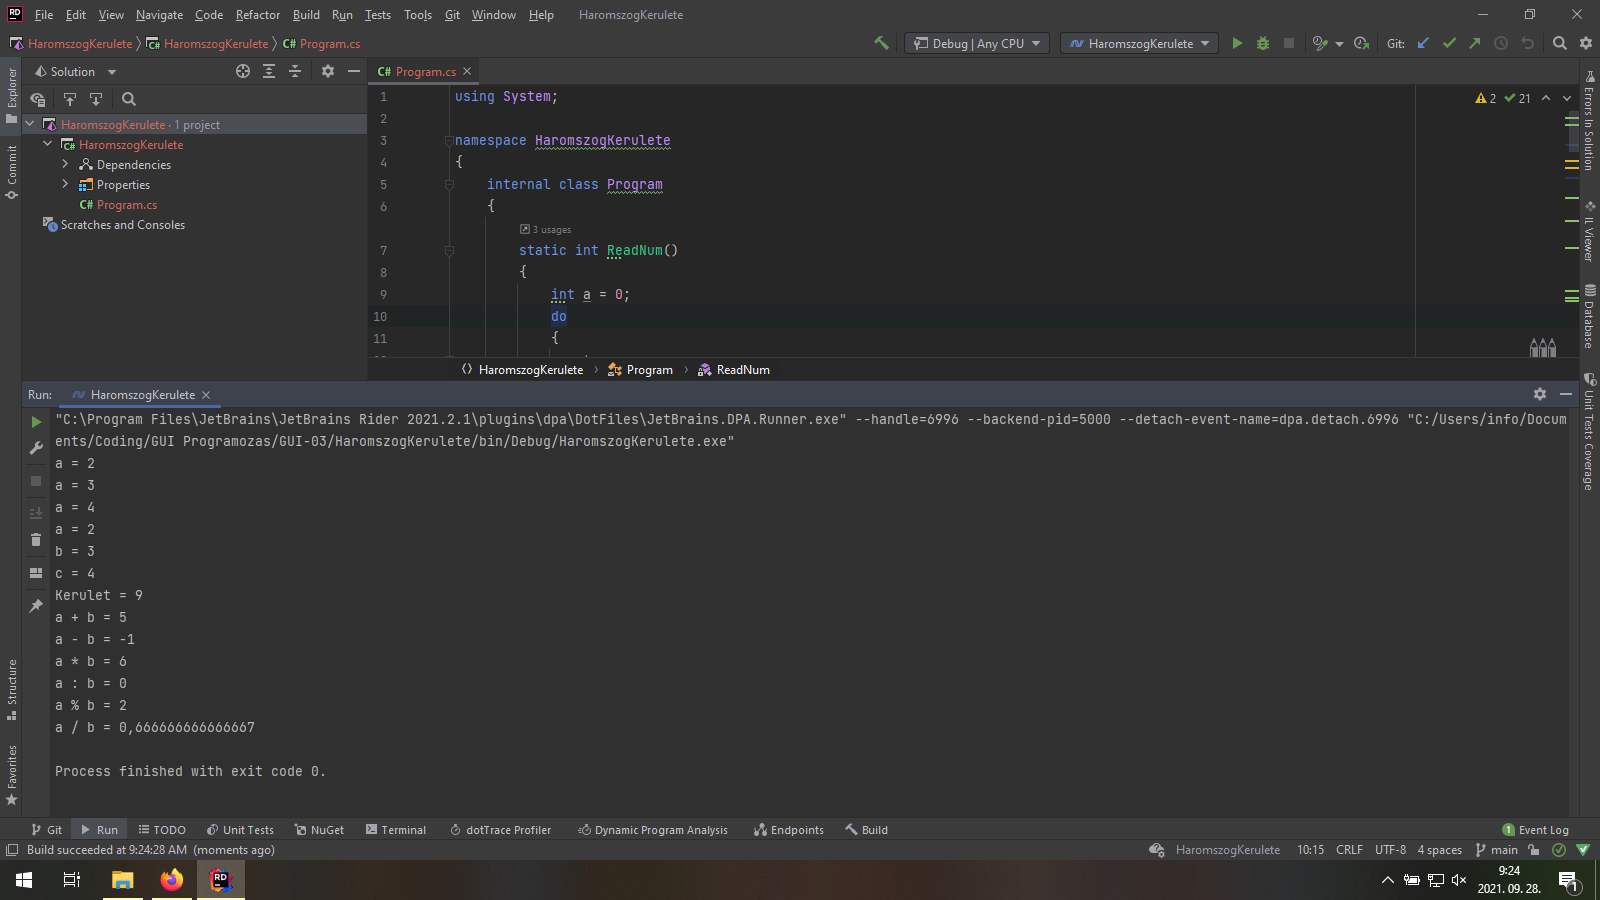 File Edit View Navigate Code Refactor Build Run Tests Tools Git Window Help HaromszogKerulete
HaromszogKerulete HaromszogKerulete Program.cs
Debug | Any CPU HaromszogKerulete Git:
Solution
Program.cs
HaromszogKerulete · 1 project
HaromszogKerulete
Dependencies
Properties
Program.cs
Scratches and Consoles
Explorer
Commit
Structure
Favorites
1 using System;
2
3 namespace HaromszogKerulete
4 {
5 internal class Program
6 {
3 usages
7 static int ReadNum()
8 {
9 int a = 0;
10 do
11 {
2 21
HaromszogKerulete Program ReadNum
Errors In Solution
IL Viewer
Database
Unit Tests Coverage
Run: HaromszogKerulete
"C:\Program Files\JetBrains\JetBrains Rider 2021.2.1\plugins\dpa\DotFiles\JetBrains.DPA.Runner.exe" --handle=6996 --backend-pid=5000 --detach-event-name=dpa.detach.6996 "C:/Users/info/Docum
ents/Coding/GUI Programozas/GUI-03/HaromszogKerulete/bin/Debug/HaromszogKerulete.exe"
a = 2
a = 3
a = 4
a = 2
b = 3
c = 4
Kerulet = 9
a + b = 5
a - b = -1
a * b = 6
a : b = 0
a % b = 2
a / b = 0,666666666666667
Process finished with exit code 0.
Git Run TODO Unit Tests NuGet Terminal dotTrace Profiler Dynamic Program Analysis Endpoints Build 1 Event Log
Build succeeded at 9:24:28 AM (moments ago) HaromszogKerulete 10:15 CRLF UTF-8 4 spaces main
9:24
2021. 09. 28.
1